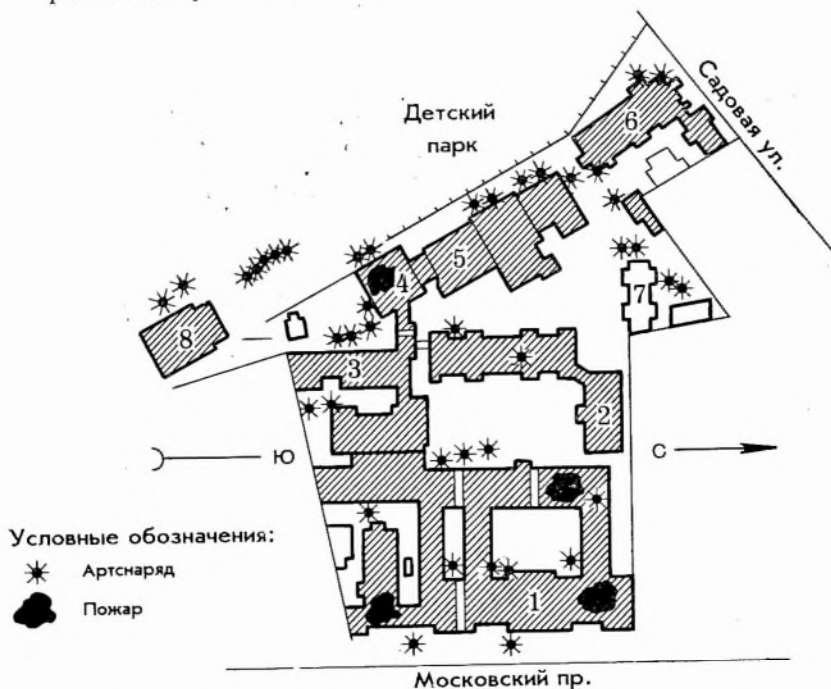 Детский
парк
Садовая ул.
6
5
4
7
8
3
2
Ю
С
1
Условные обозначения:
Артснаряд
Пожар
Московский пр.